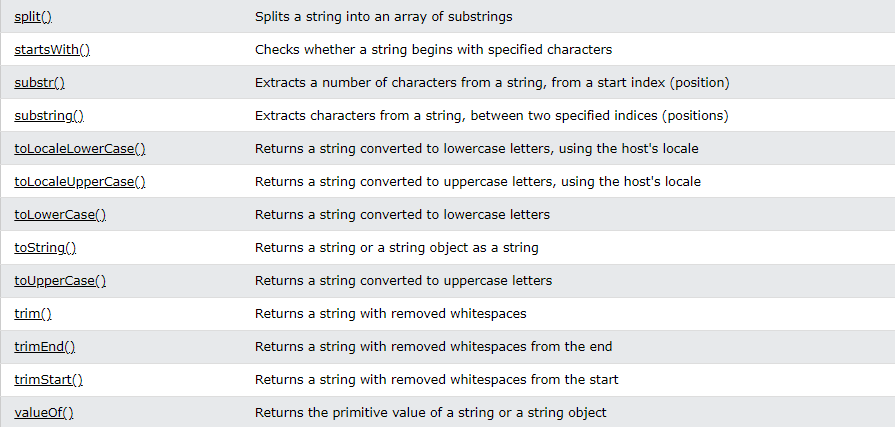 split() Splits a string into an array of substrings
startsWith() Checks whether a string begins with specified characters
substr() Extracts a number of characters from a string, from a start index (position)
substring() Extracts characters from a string, between two specified indices (positions)
toLocaleLowerCase() Returns a string converted to lowercase letters, using the host's locale
toLocaleUpperCase() Returns a string converted to uppercase letters, using the host's locale
toLowerCase() Returns a string converted to lowercase letters
toString() Returns a string or a string object as a string
toUpperCase() Returns a string converted to uppercase letters
trim() Returns a string with removed whitespaces
trimEnd() Returns a string with removed whitespaces from the end
trimStart() Returns a string with removed whitespaces from the start
valueOf() Returns the primitive value of a string or a string object